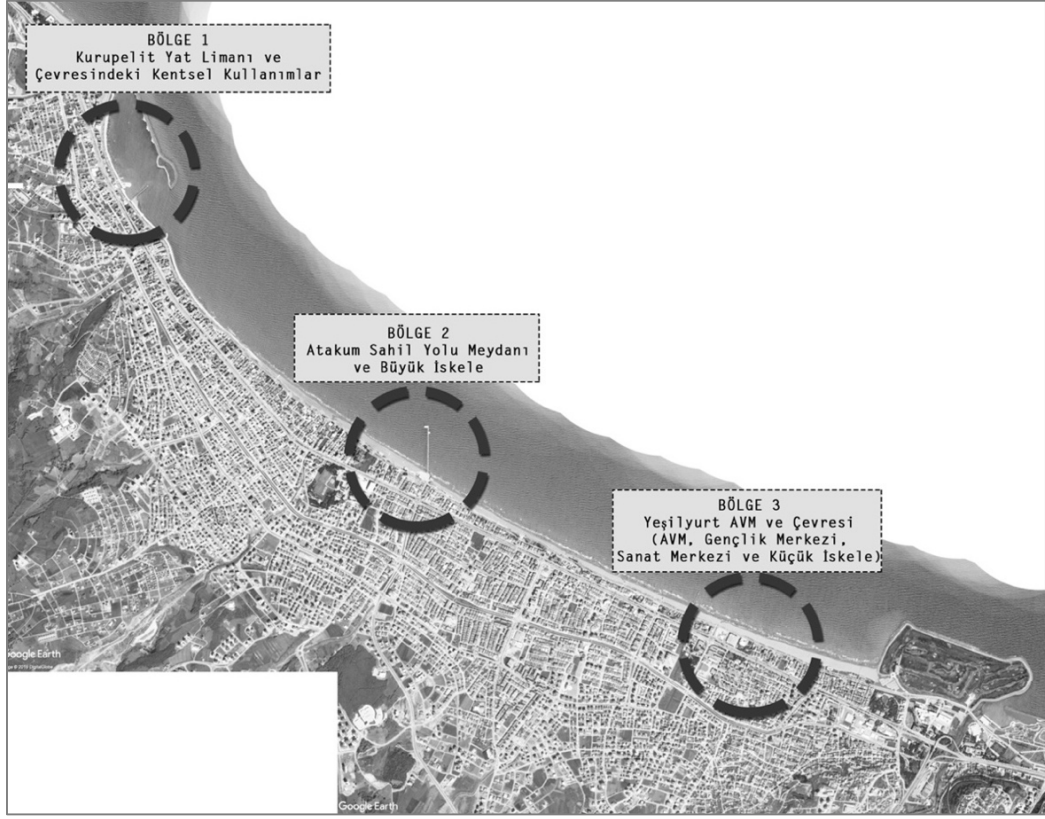 BÖLGE 1
Kurupelit Yat Limanı ve
Çevresindeki Kentsel Kullanımlar
BÖLGE 2
Atakum Sahil Yolu Meydanı
ve Büyük İskele
BÖLGE 3
Yeşilyurt AVM ve Çevresi
(AVM, Gençlik Merkezi,
Sanat Merkezi ve Küçük İskele)
oogle Earth
Google Earth